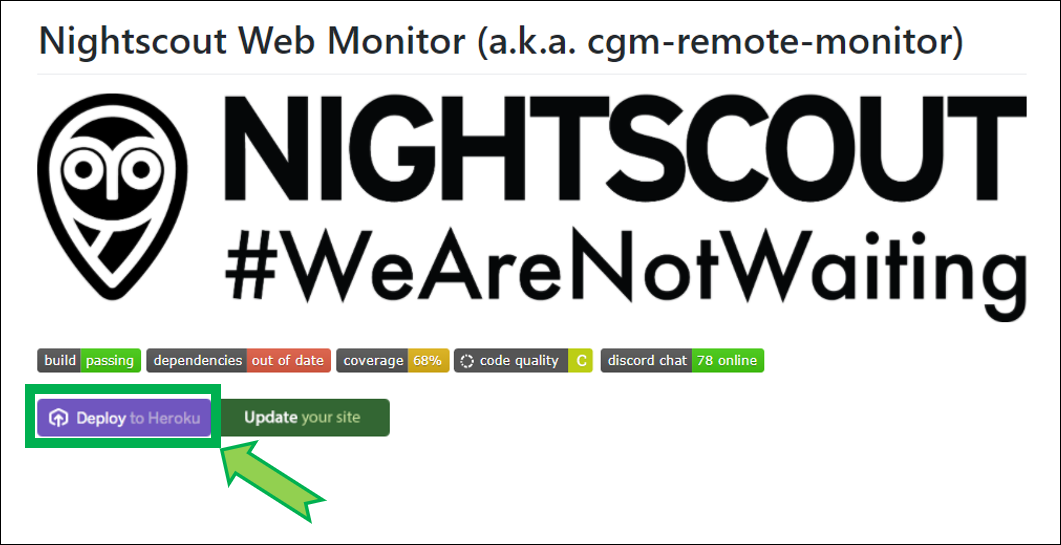 Nightscout Web Monitor (a.k.a. cgm-remote-monitor)
NIGHTSCOUT
#WeAreNotWaiting
build passing dependencies out of date coverage 68% code quality C discord chat 78 online
Deploy to Heroku Update your site